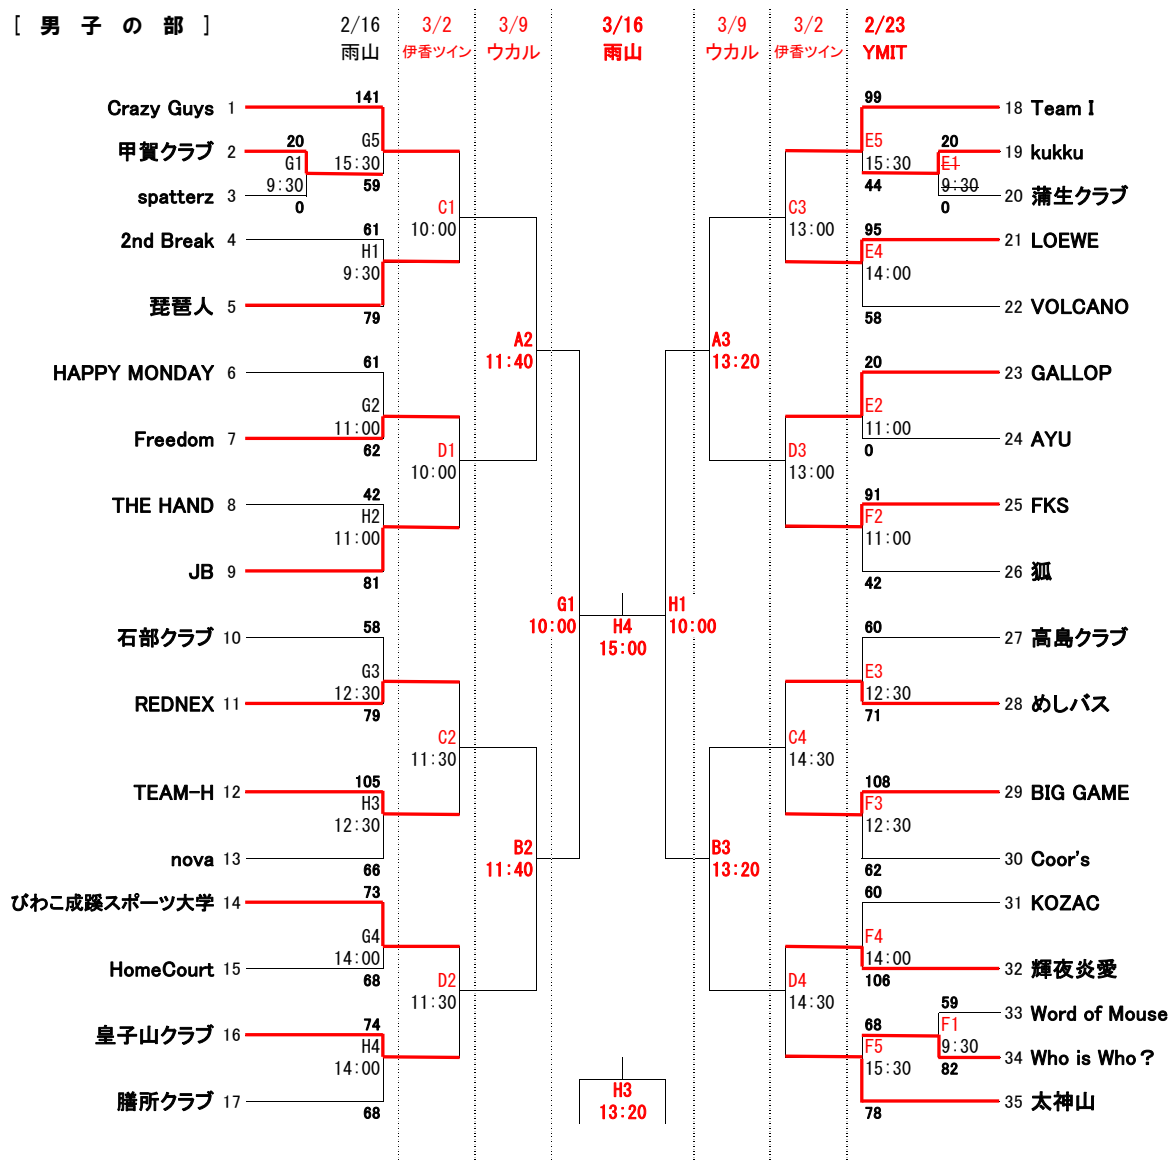 [ 男 子 の 部 ]
2/16 3/2 3/9 3/16 3/9 3/2 2/23
雨山 伊香ツイン ウカル 雨山 ウカル 伊香ツイン YMIT
141 99
Crazy Guys 1 18 Team I
20 G5 E5 20
甲賀クラブ 2 19 kukku
G1 15:30 15:30 E1
9:30 59 44 9:30
spatterz 3 20 蒲生クラブ
0 C1 C3 0
61 10:00 13:00 95
2nd Break 4 21 LOEWE
H1 E4
9:30 14:00
琵琶人 5 22 VOLCANO
79 58
A2 A3
61 11:40 13:20 20
HAPPY MONDAY 6 23 GALLOP
G2 E2
11:00 11:00
Freedom 7 24 AYU
62 D1 D3 0
10:00 13:00
42 91
THE HAND 8 25 FKS
H2 F2
11:00 11:00
JB 9 26 狐
81 42
G1 H1
58 10:00 H4 10:00 60
石部クラブ 10 27 高島クラブ
15:00
G3 E3
12:30 12:30
REDNEX 11 28 めしバス
79 71
C2 C4
11:30 14:30
105 108
TEAM-H 12 29 BIG GAME
H3 F3
12:30 12:30
B2 B3
nova 13 30 Coor's
66 11:40 13:20 62
73 60
びわこ成蹊スポーツ大学 14 31 KOZAC
G4 F4
14:00 14:00
HomeCourt 15 32 輝夜炎愛
68 D2 D4 106
11:30 14:30 59
33 Word of Mouse
74 68 F1
皇子山クラブ 16
H4 F5 9:30
34 Who is Who？
14:00 15:30 82
H3
膳所クラブ 17 35 太神山
68 13:20 78